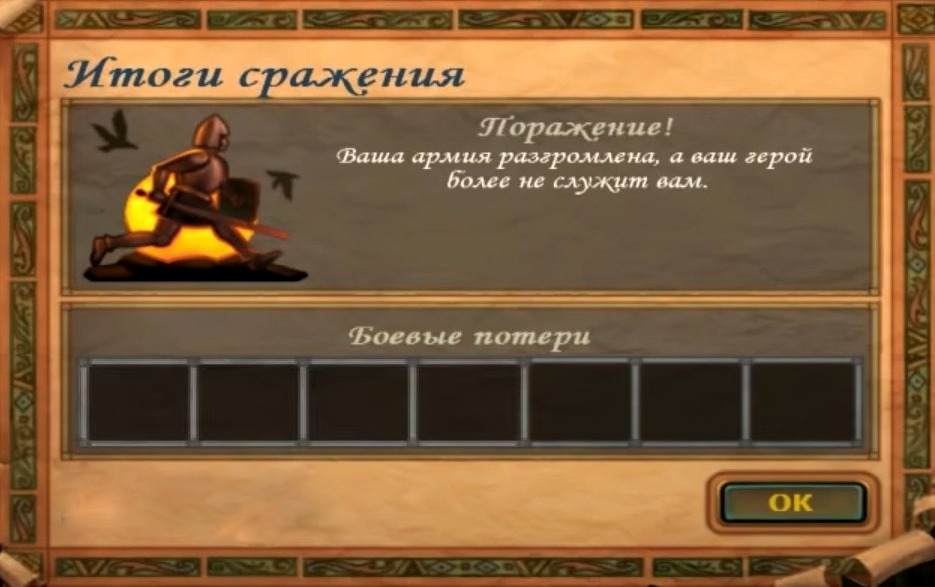 Итоги сражения
Поражение!
Ваша армия разгромлена, а ваш герой
более не служит вам.
Боевые потери
OK